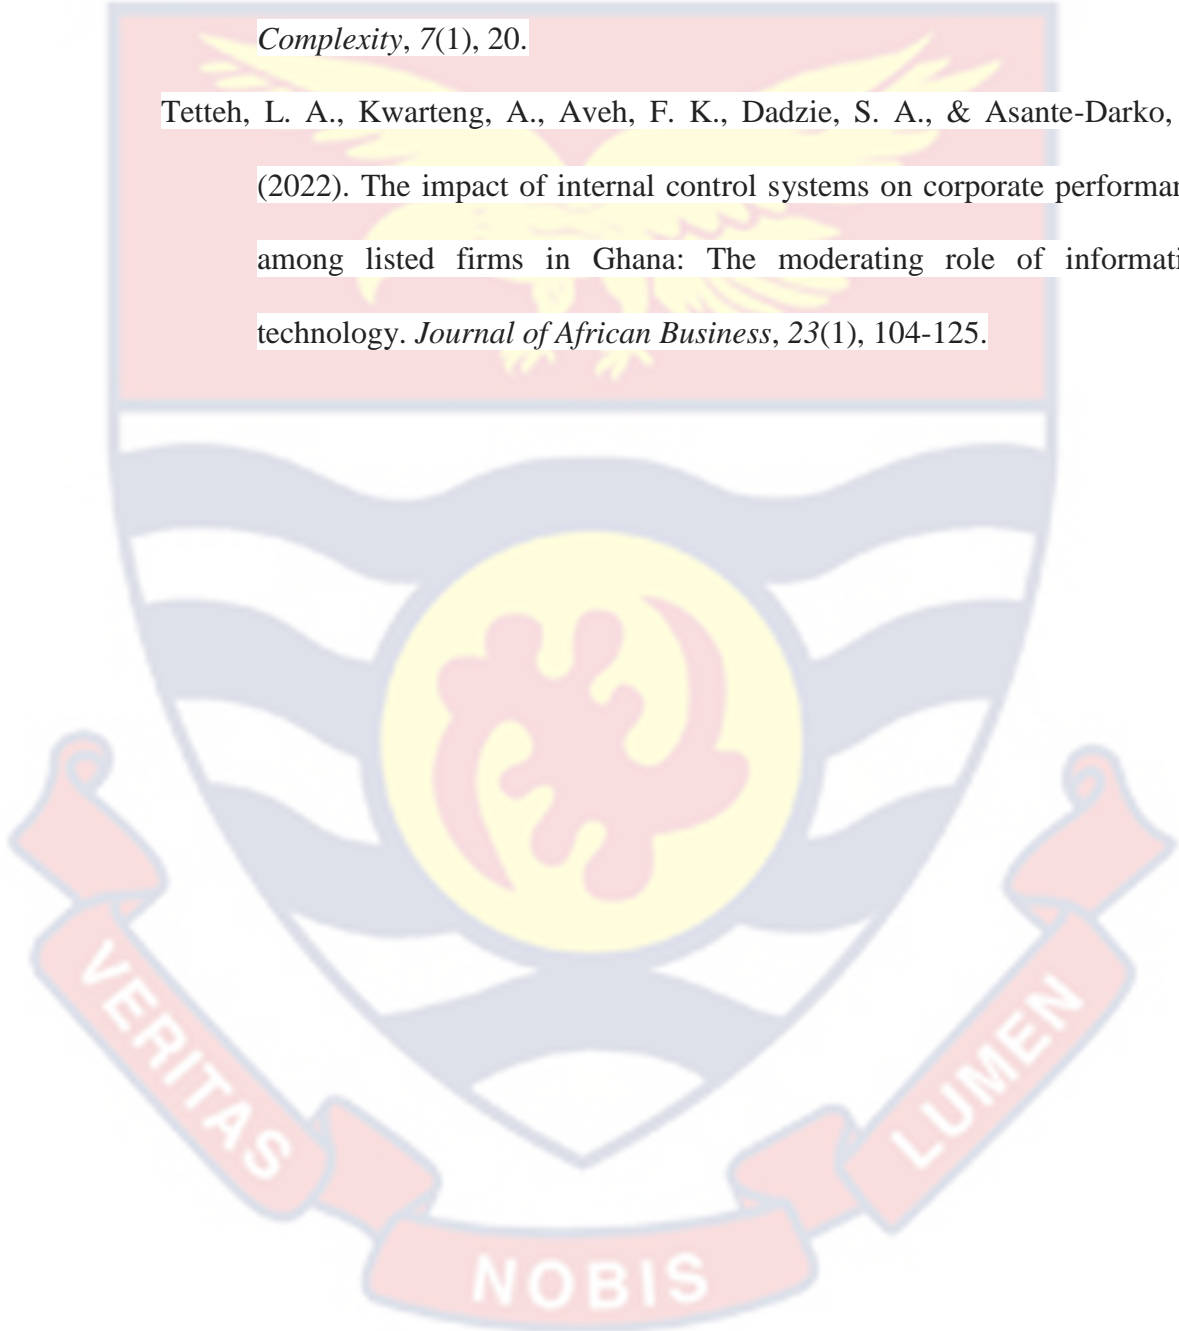 Complexity, 7(1), 20.
Tetteh, L. A., Kwarteng, A., Aveh, F. K., Dadzie, S. A., & Asante-Darko,
(2022). The impact of internal control systems on corporate
among listed firms in Ghana: The moderating role of
technology. Journal of African Business, 23(1), 104-125.
VERITAS
NOBIS
LUMEN